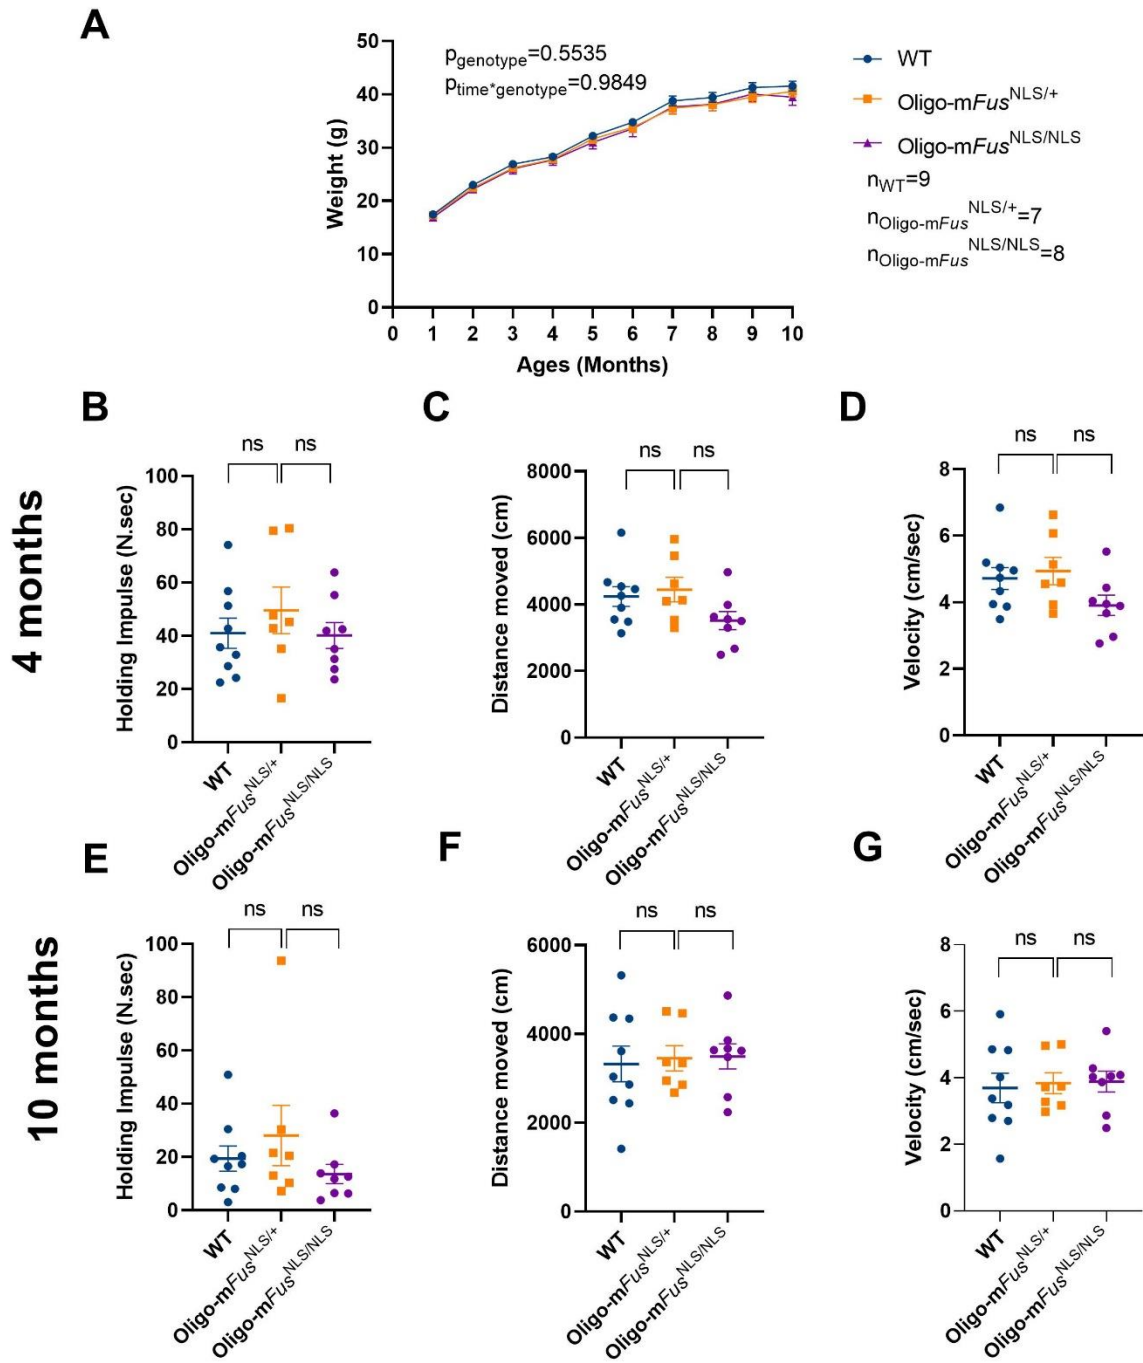 A
p_genotype=0.5535
p_time*genotype=0.9849
50
40
30
20
10
0
Weight (g)
0 1 2 3 4 5 6 7 8 9 10
Ages (Months)
WT
Oligo-mFus^NLS/+
Oligo-mFus^NLS/NLS
n_WT=9
n_Oligo-mFus^NLS/+=7
n_Oligo-mFus^NLS/NLS=8
4 months
B
ns ns
100
80
60
40
20
0
Holding Impulse (N.sec)
WT
Oligo-mFus^NLS/+
Oligo-mFus^NLS/NLS
C
ns ns
8000
6000
4000
2000
0
Distance moved (cm)
WT
Oligo-mFus^NLS/+
Oligo-mFus^NLS/NLS
D
ns ns
8
6
4
2
0
Velocity (cm/sec)
WT
Oligo-mFus^NLS/+
Oligo-mFus^NLS/NLS
10 months
E
ns ns
100
80
60
40
20
0
Holding Impulse (N.sec)
WT
Oligo-mFus^NLS/+
Oligo-mFus^NLS/NLS
F
ns ns
6000
4000
2000
0
Distance moved (cm)
WT
Oligo-mFus^NLS/+
Oligo-mFus^NLS/NLS
G
ns ns
8
6
4
2
0
Velocity (cm/sec)
WT
Oligo-mFus^NLS/+
Oligo-mFus^NLS/NLS